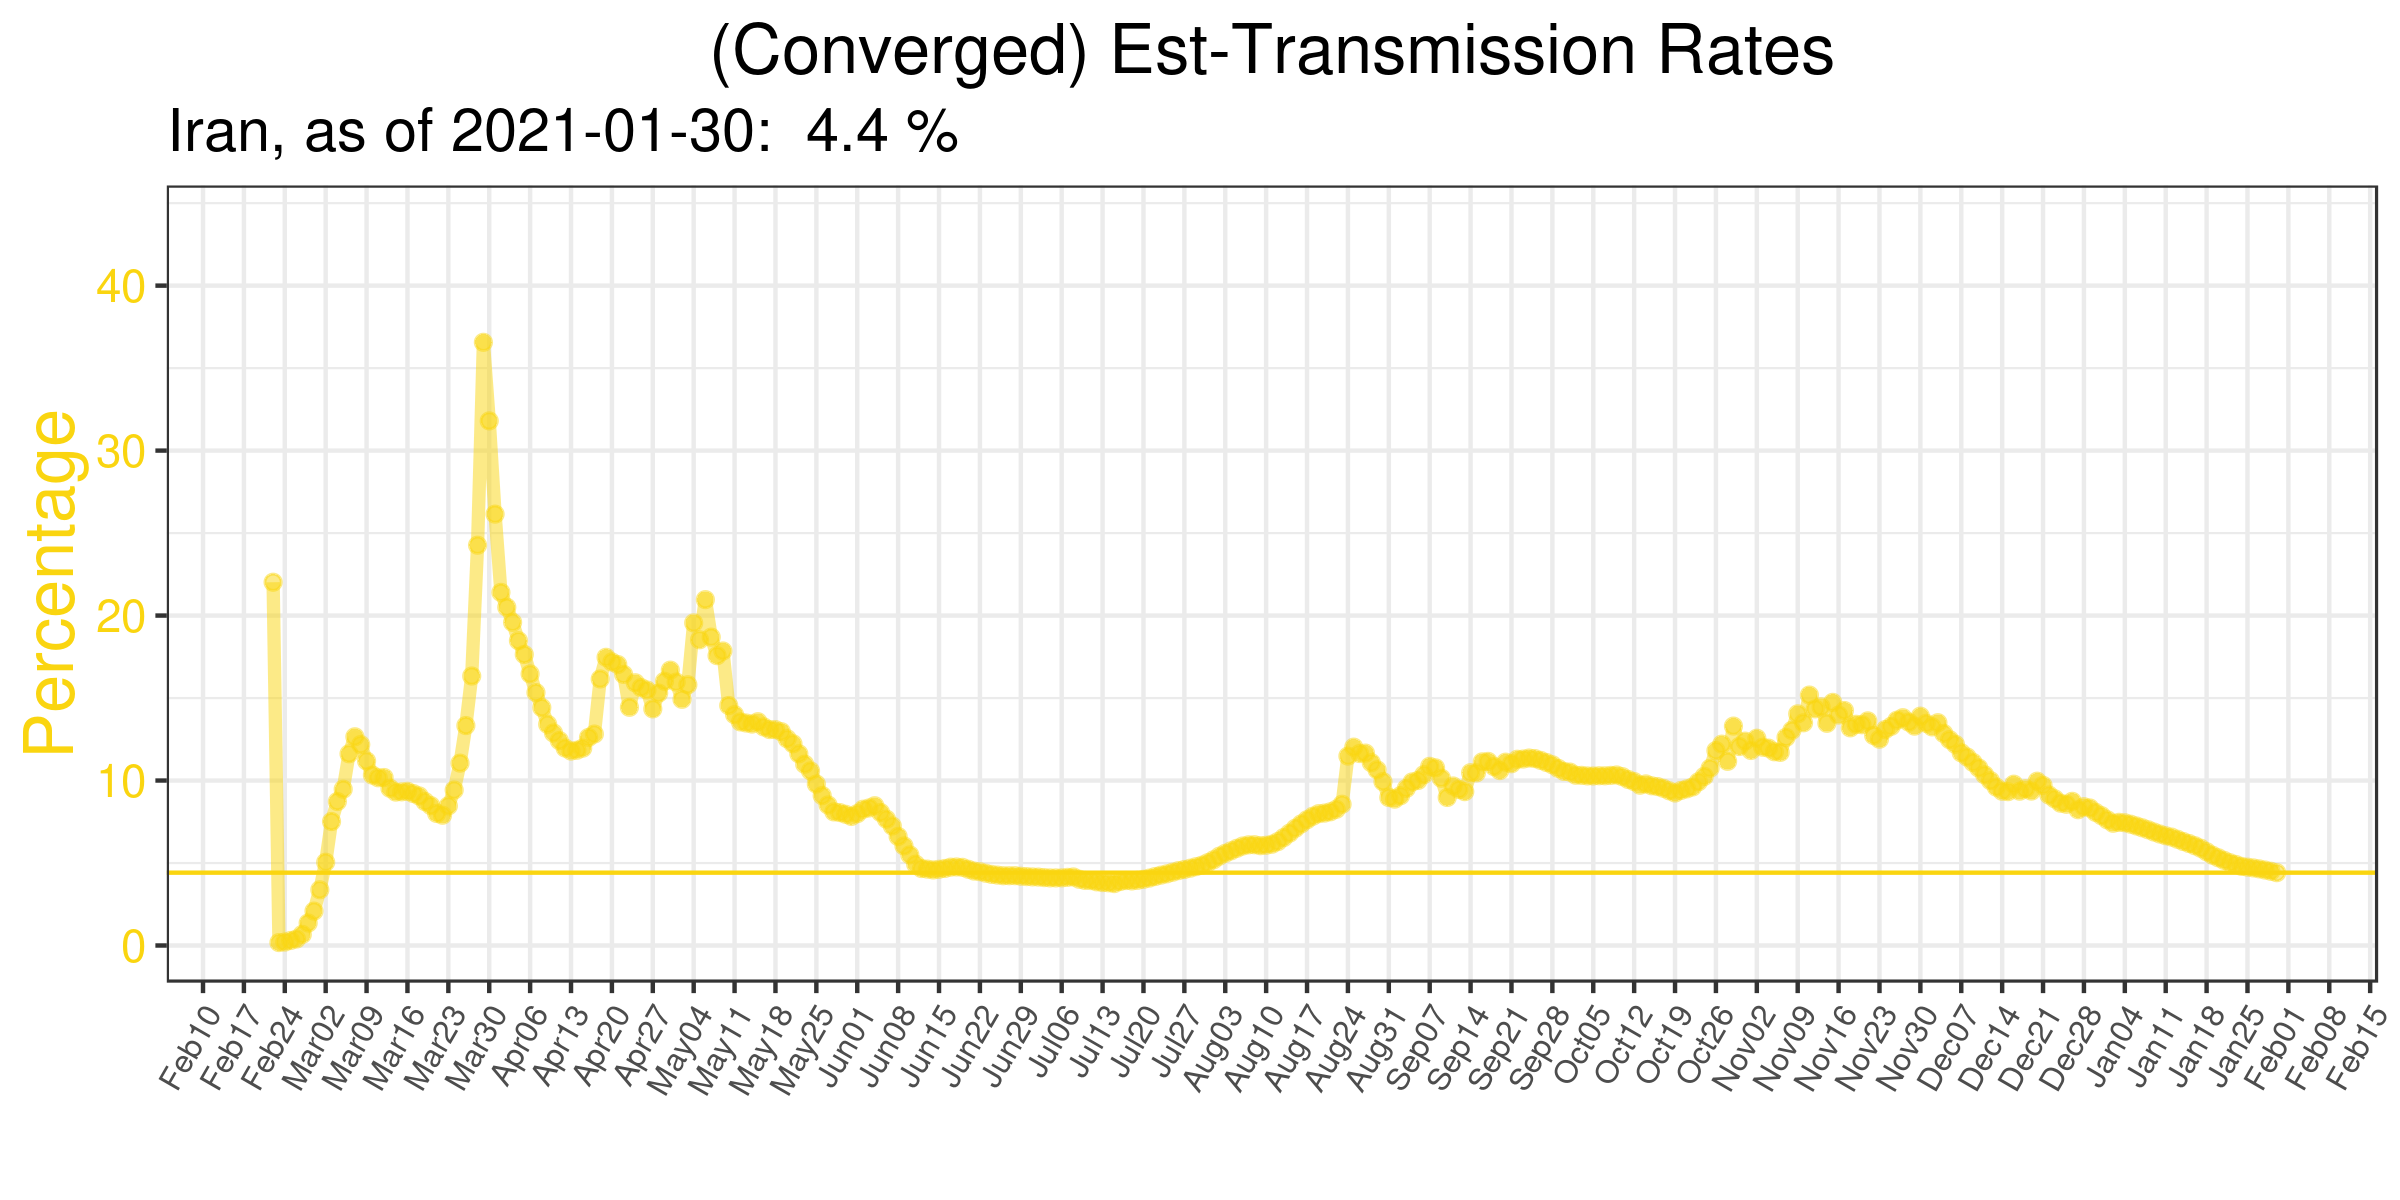 (Converged) Est-Transmission Rates
Iran, as of 2021-01-30: 4.4 %
Percentage
40
30
20
10
0
Feb10 Feb17 Feb24 Mar02 Mar09 Mar16 Mar23 Mar30 Apr06 Apr13 Apr20 Apr27 May04 May11 May18 May25 Jun01 Jun08 Jun15 Jun22 Jun29 Jul06 Jul13 Jul20 Jul27 Aug03 Aug10 Aug17 Aug24 Aug31 Sep07 Sep14 Sep21 Sep28 Oct05 Oct12 Oct19 Oct26 Nov02 Nov09 Nov16 Nov23 Nov30 Dec07 Dec14 Dec21 Dec28 Jan04 Jan11 Jan18 Jan25 Feb01 Feb08 Feb15